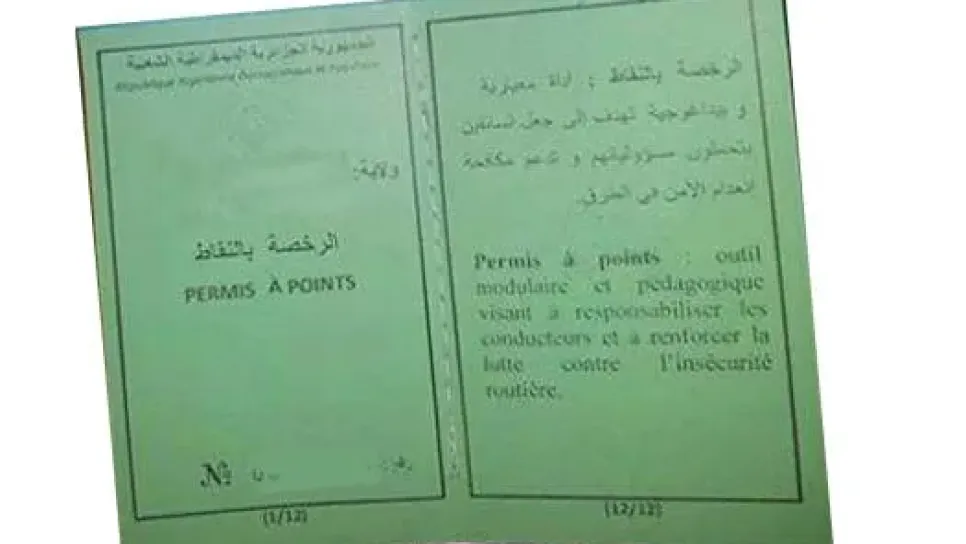 الجمهورية الجزائرية الديمقراطية الشعبية
République Algérienne Démocratique et Populaire
ولاية:
الرخصة بالنقاط
PERMIS À POINTS
№
رقم:
(1/12)
الرخصة بالنقاط : أداة معيارية
و بيداغوجية تهدف إلى جعل السائقين
يتحملون مسؤولياتهم و تدعم مكافحة
انعدام الأمن في الطرق.
Permis à points : outil
modulaire et pédagogique
visant à responsabiliser les
conducteurs et à renforcer la
lutte contre l'insécurité
routière.
(12/12)